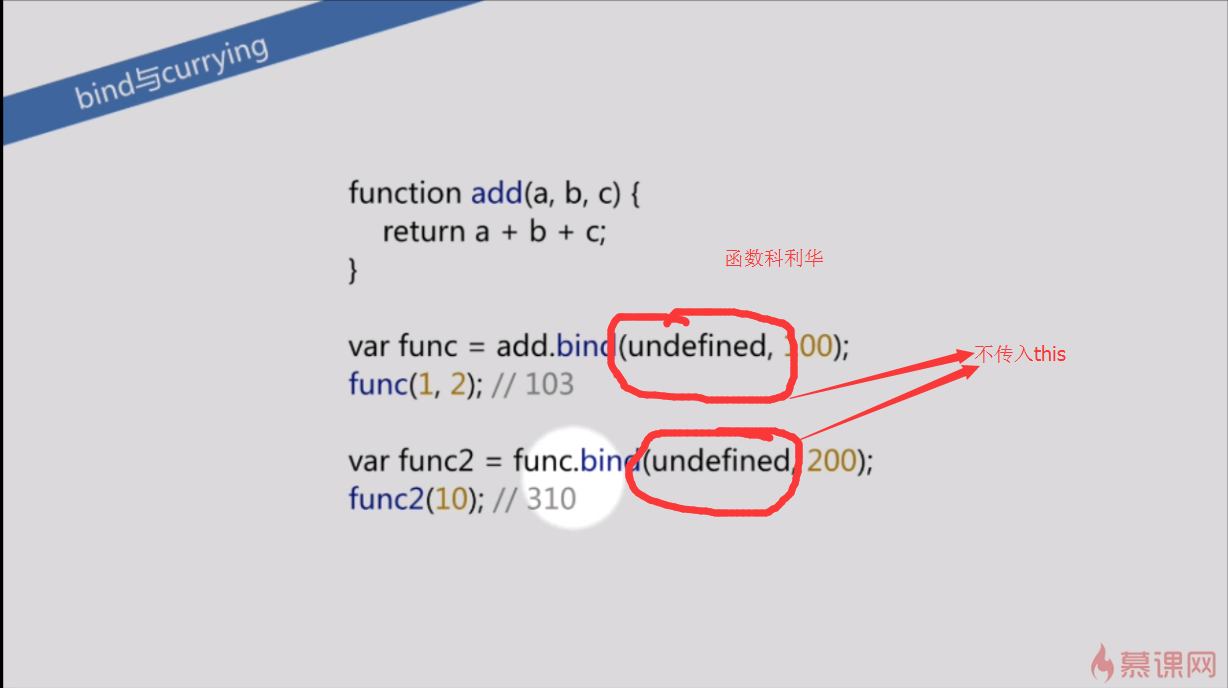 bind与currying
function add(a, b, c) {
return a + b + c;
}
函数科利华
var func = add.bind(undefined, 100);
func(1, 2); // 103
不传入this
var func2 = func.bind(undefined, 200);
func2(10); // 310
慕课网